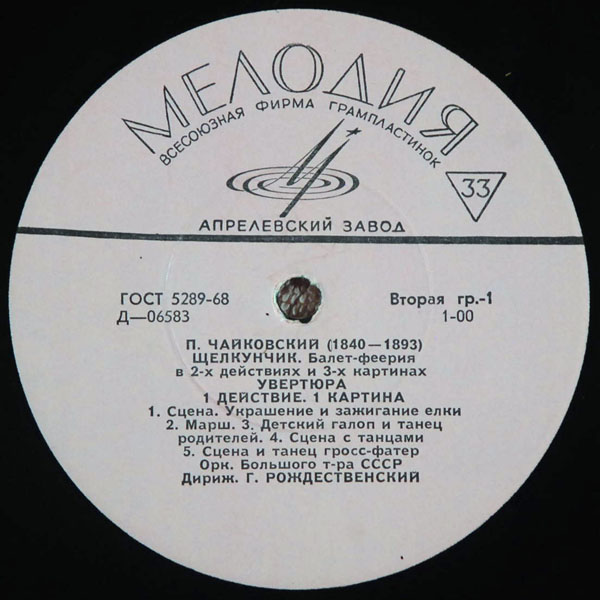 МЕЛОДИЯ
ВСЕСОЮЗНАЯ ФИРМА ГРАМПЛАСТИНОК
33
АПРЕЛЕВСКИЙ ЗАВОД
ГОСТ 5289-68 Вторая гр.-1
Д—06583 1-00
П. ЧАЙКОВСКИЙ (1840—1893)
ЩЕЛКУНЧИК. Балет-феерия
в 2-х действиях и 3-х картинах
УВЕРТЮРА
1 ДЕЙСТВИЕ. 1 КАРТИНА
1. Сцена. Украшение и зажигание елки
2. Марш. 3. Детский галоп и танец
родителей. 4. Сцена с танцами
5. Сцена и танец гросс-фатер
Орк. Большого т-ра СССР
Дириж. Г. РОЖДЕСТВЕНСКИЙ